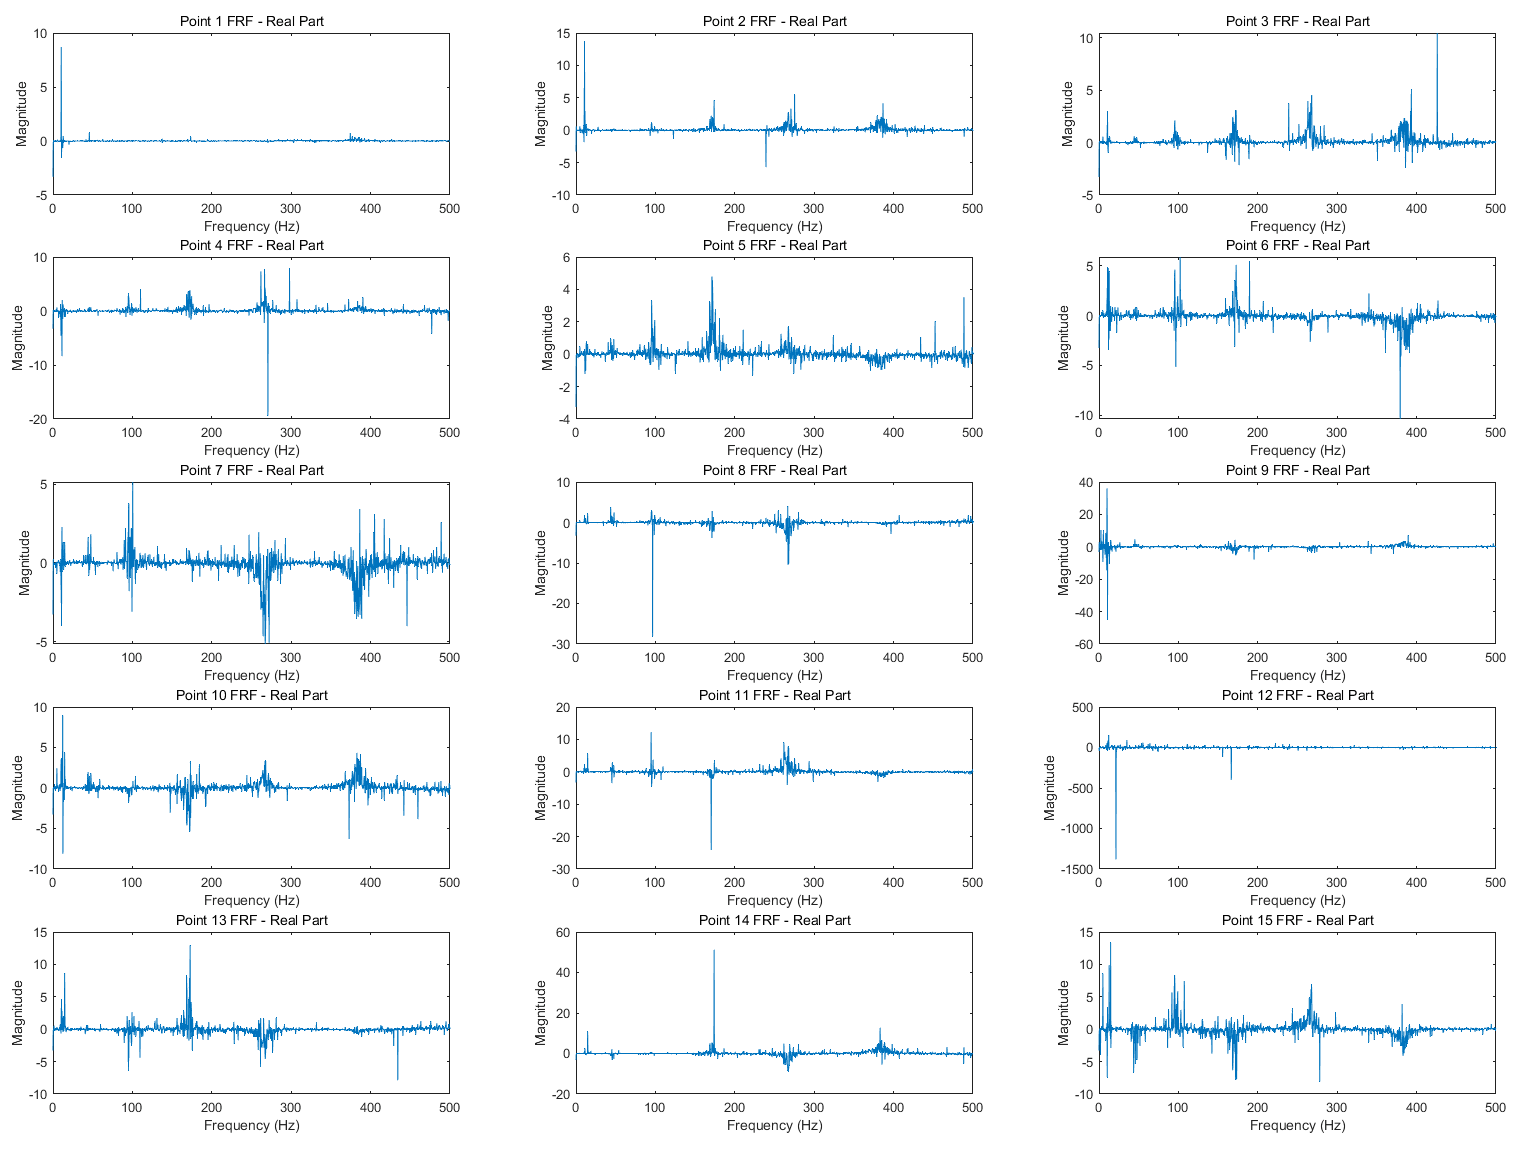 Point 1 FRF - Real Part
Magnitude
10
5
0
-5
0 100 200 300 400 500
Frequency (Hz)
Point 2 FRF - Real Part
Magnitude
15
10
5
0
-5
-10
0 100 200 300 400 500
Frequency (Hz)
Point 3 FRF - Real Part
Magnitude
10
5
0
-5
0 100 200 300 400 500
Frequency (Hz)
Point 4 FRF - Real Part
Magnitude
10
0
-10
-20
0 100 200 300 400 500
Frequency (Hz)
Point 5 FRF - Real Part
Magnitude
6
4
2
0
-2
-4
0 100 200 300 400 500
Frequency (Hz)
Point 6 FRF - Real Part
Magnitude
5
0
-5
-10
0 100 200 300 400 500
Frequency (Hz)
Point 7 FRF - Real Part
Magnitude
5
0
-5
0 100 200 300 400 500
Frequency (Hz)
Point 8 FRF - Real Part
Magnitude
10
0
-10
-20
-30
0 100 200 300 400 500
Frequency (Hz)
Point 9 FRF - Real Part
Magnitude
40
20
0
-20
-40
-60
0 100 200 300 400 500
Frequency (Hz)
Point 10 FRF - Real Part
Magnitude
10
5
0
-5
-10
0 100 200 300 400 500
Frequency (Hz)
Point 11 FRF - Real Part
Magnitude
20
10
0
-10
-20
-30
0 100 200 300 400 500
Frequency (Hz)
Point 12 FRF - Real Part
Magnitude
500
0
-500
-1000
-1500
0 100 200 300 400 500
Frequency (Hz)
Point 13 FRF - Real Part
Magnitude
15
10
5
0
-5
-10
0 100 200 300 400 500
Frequency (Hz)
Point 14 FRF - Real Part
Magnitude
60
40
20
0
-20
0 100 200 300 400 500
Frequency (Hz)
Point 15 FRF - Real Part
Magnitude
15
10
5
0
-5
-10
0 100 200 300 400 500
Frequency (Hz)